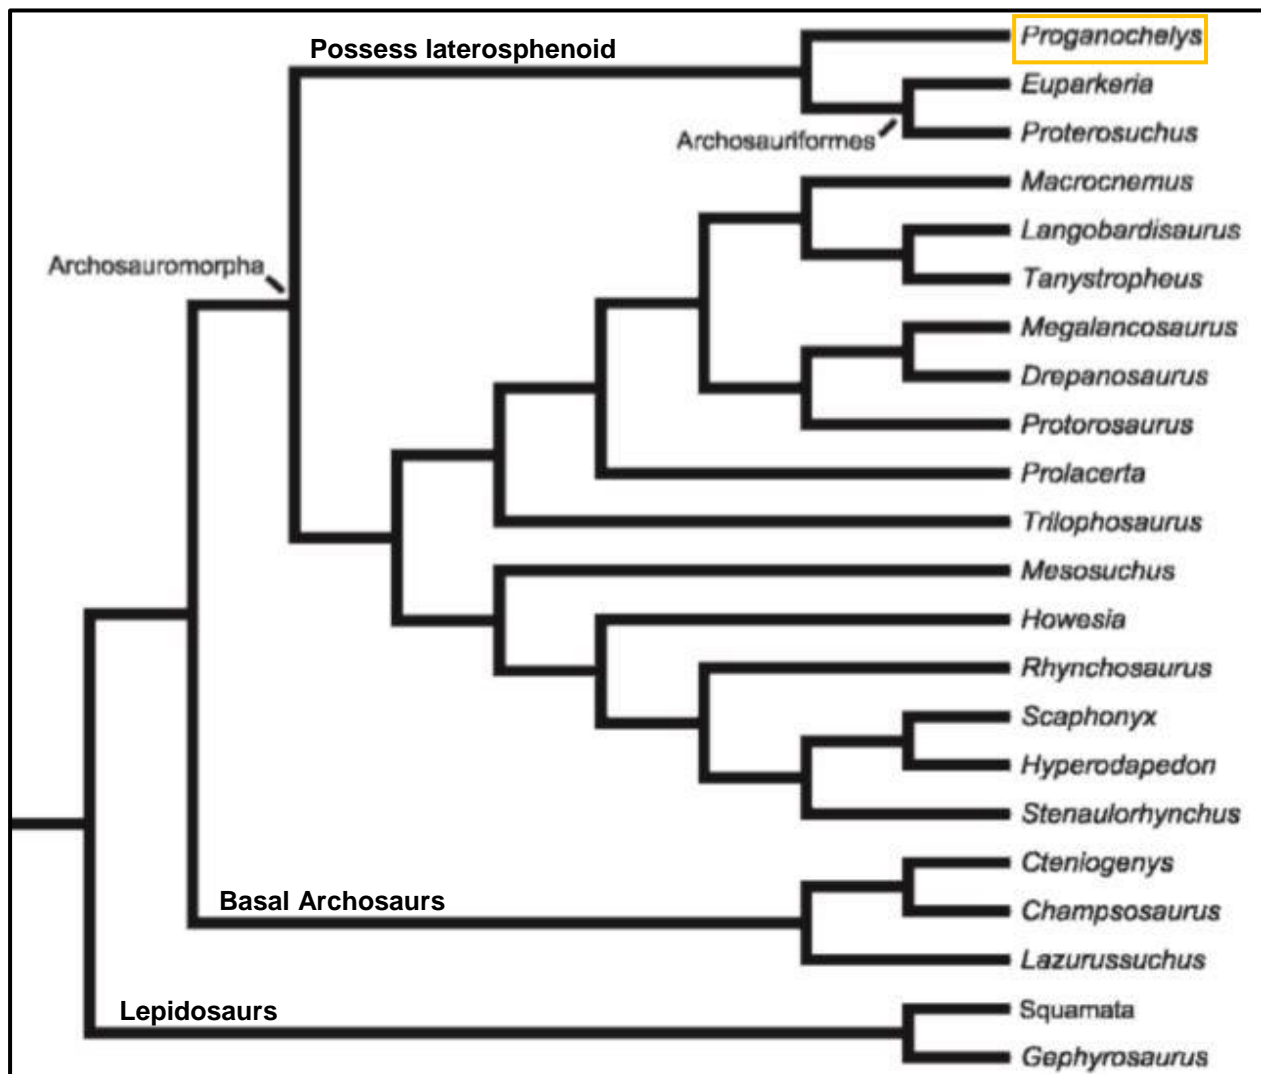 Possess laterosphenoid
Proganochelys
Euparkeria
Archosauriformes
Proterosuchus
Macrocnemus
Langobardisaurus
Archosauromorpha
Tanystropheus
Megalancosaurus
Drepanosaurus
Protorosaurus
Prolacerta
Trilophosaurus
Mesosuchus
Howesia
Rhynchosaurus
Scaphonyx
Hyperodapedon
Stenaulorhynchus
Cteniogenys
Basal Archosaurs
Champsosaurus
Lazurussuchus
Lepidosaurs
Squamata
Gephyrosaurus